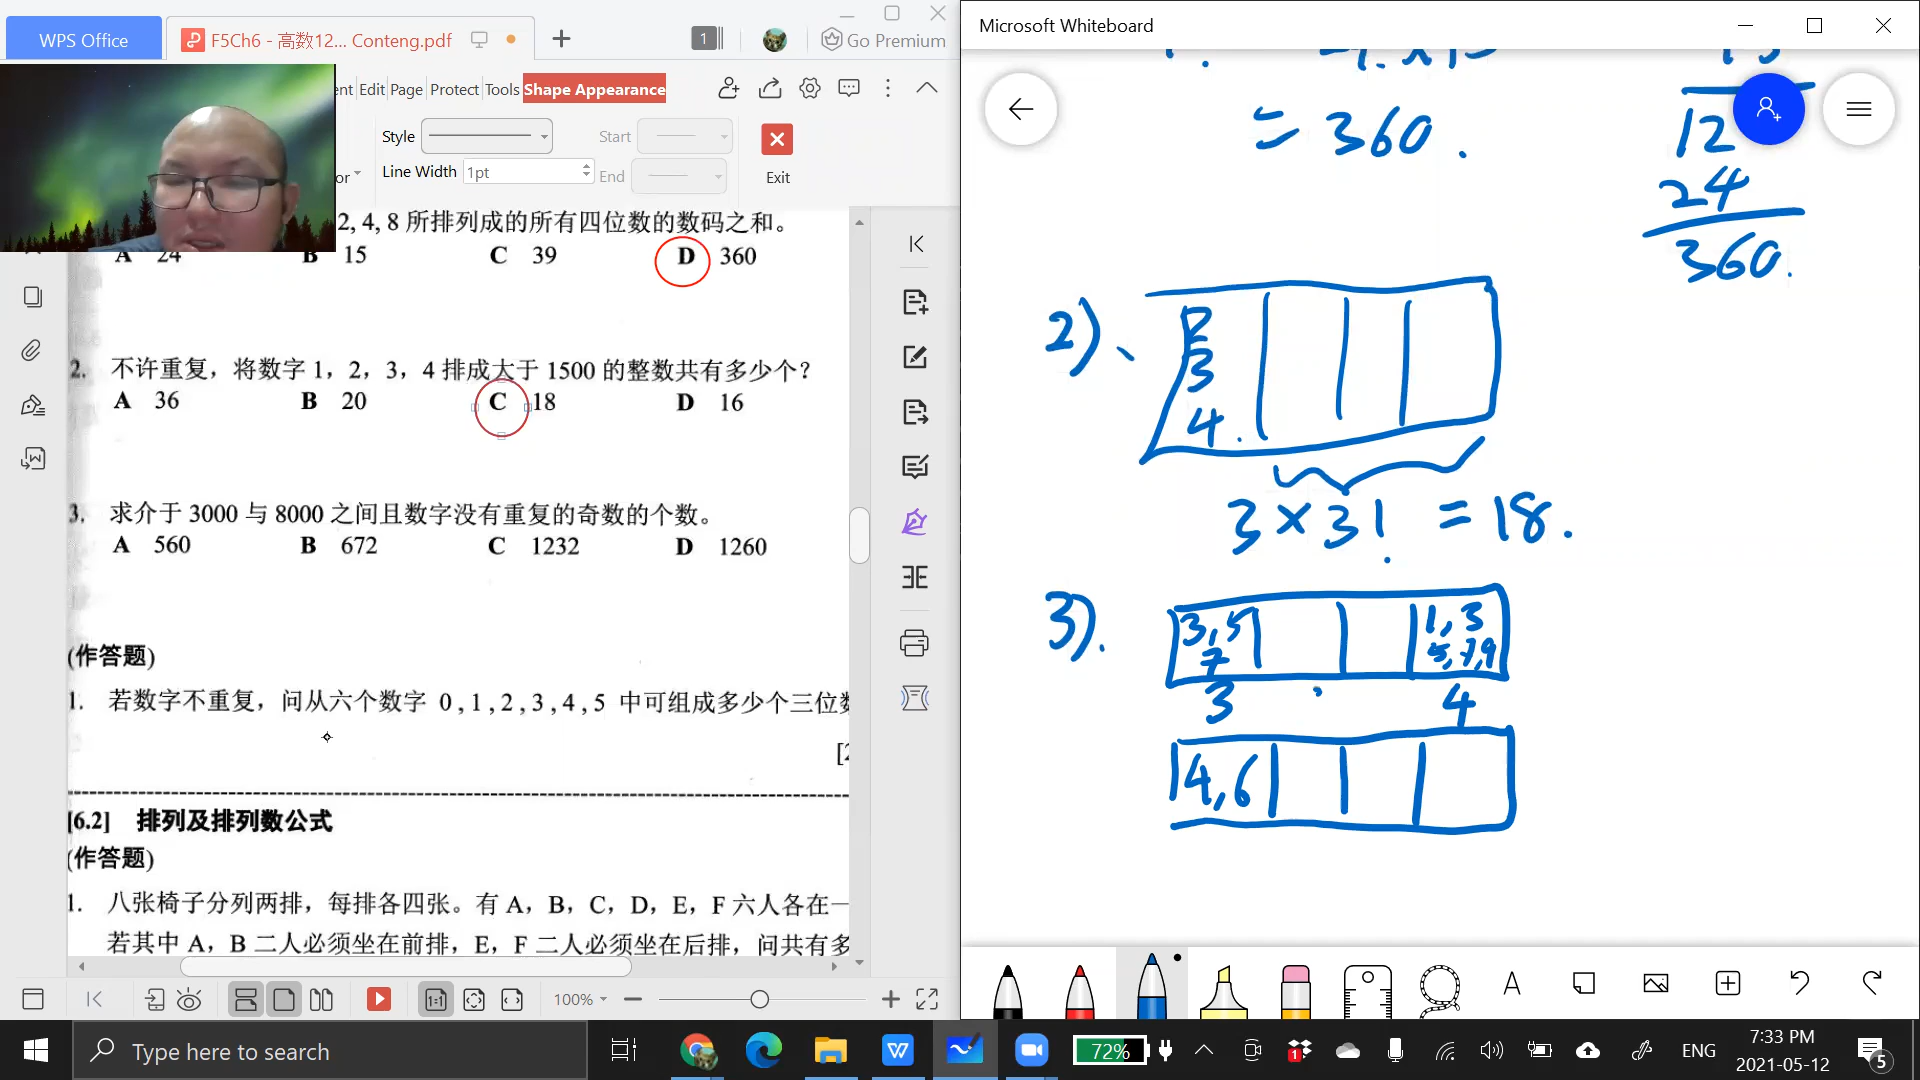 WPS Office
F5Ch6 - 高数12... Conteng.pdf
1
Go Premium
Edit Page Protect Tools Shape Appearance
Style
Start
Line Width 1pt
End
Exit
2, 4, 8 所排列成的所有四位数的数码之和。
A 24 B 15 C 39 D 360
2. 不许重复，将数字 1，2，3，4 排成大于 1500 的整数共有多少个？
A 36 B 20 C 18 D 16
3. 求介于 3000 与 8000 之间且数字没有重复的奇数的个数。
A 560 B 672 C 1232 D 1260
(作答题)
1. 若数字不重复，问从六个数字 0 , 1 , 2 , 3 , 4 , 5 中可组成多少个三位
[6.2] 排列及排列数公式
(作答题)
1. 八张椅子分列两排，每排各四张。有 A，B，C，D，E，F 六人各在一
若其中 A，B 二人必须坐在前排，E，F 二人必须坐在后排，问共有多
100%
Microsoft Whiteboard
= 360.
12
24
360.
2)、
2
3
4.
3 × 3! = 18.
3).
3, 5
7
1, 3
5, 7, 9
3
4
4, 6
Type here to search
72%
1
ENG
7:33 PM
2021-05-12
5